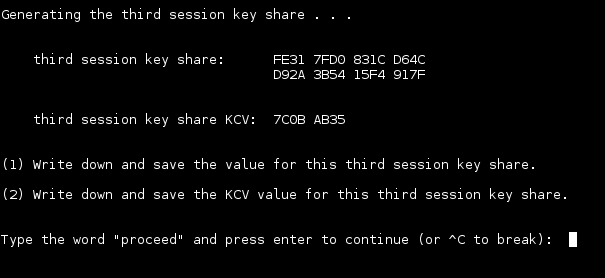 Generating the third session key share . . .
third session key share: FE31 7FD0 831C D64C
D92A 3B54 15F4 917F
third session key share KCV: 7C0B AB35
(1) Write down and save the value for this third session key share.
(2) Write down and save the KCV value for this third session key share.
Type the word "proceed" and press enter to continue (or ^C to break):